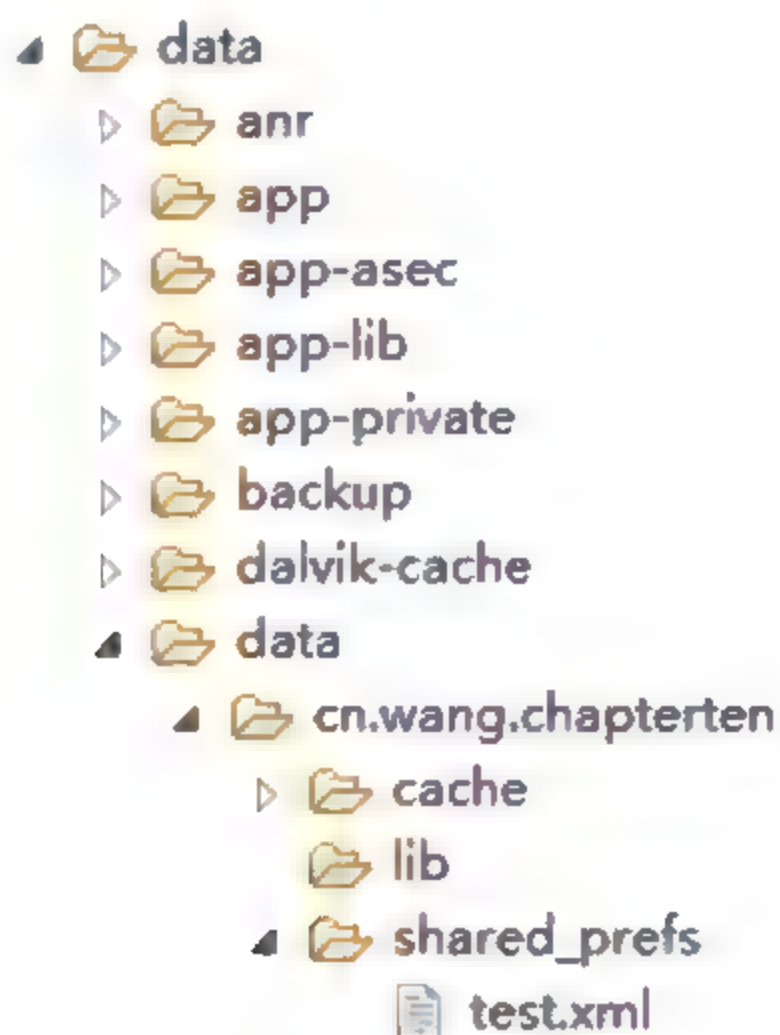 data
anr
app
app-asec
app-lib
app-private
backup
dalvik-cache
data
cn.wang.chapterten
cache
lib
shared_prefs
test.xml